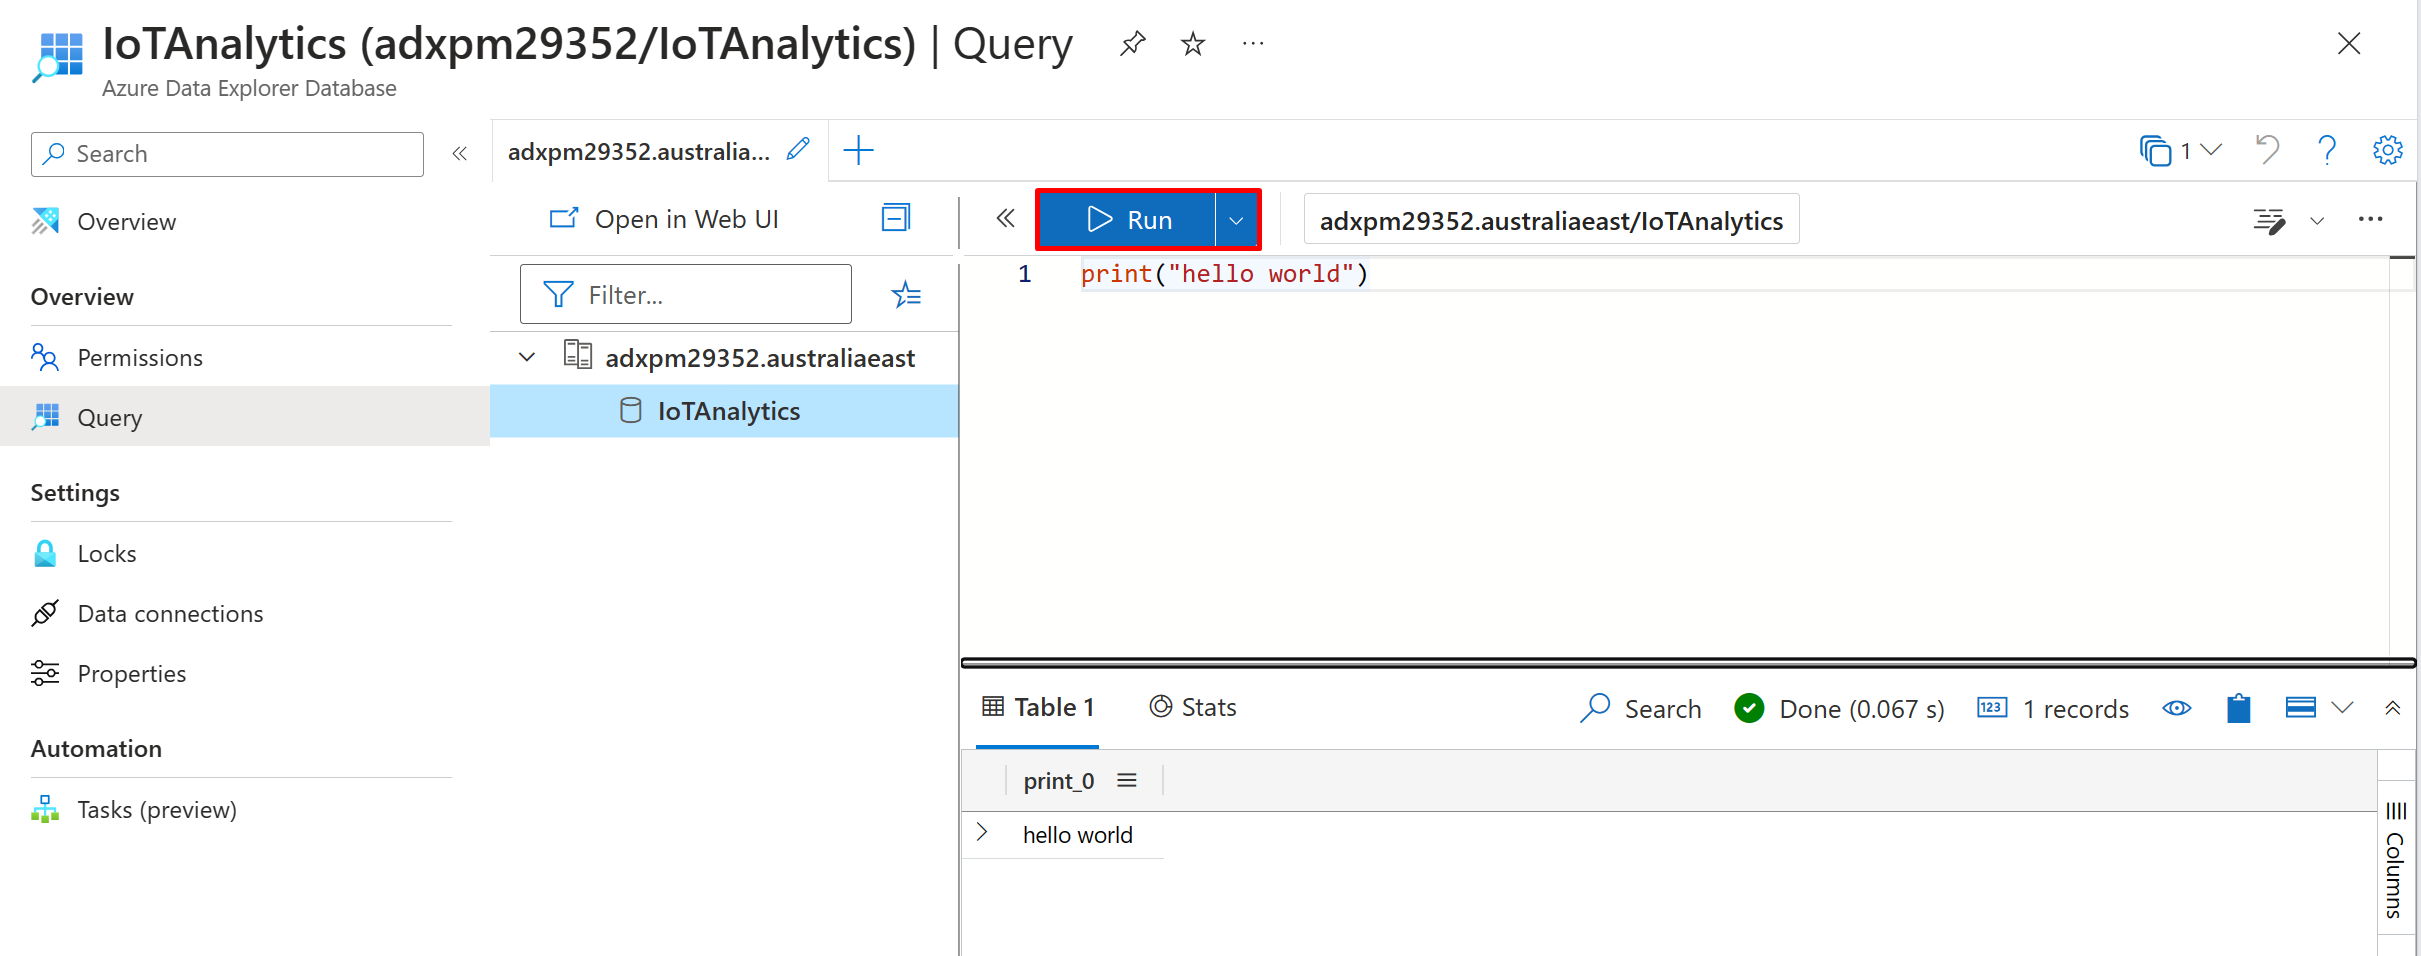 IoTAnalytics (adxpm29352/IoTAnalytics) | Query
Azure Data Explorer Database
Search
Overview
Overview
Permissions
Query
Settings
Locks
Data connections
Properties
Automation
Tasks (preview)
adxpm29352.australia...
1
Open in Web UI
Filter...
adxpm29352.australiaeast
IoTAnalytics
Run
adxpm29352.australiaeast/IoTAnalytics
1 print("hello world")
Table 1
Stats
Search
Done (0.067 s)
123
1 records
print_0
hello world
Columns